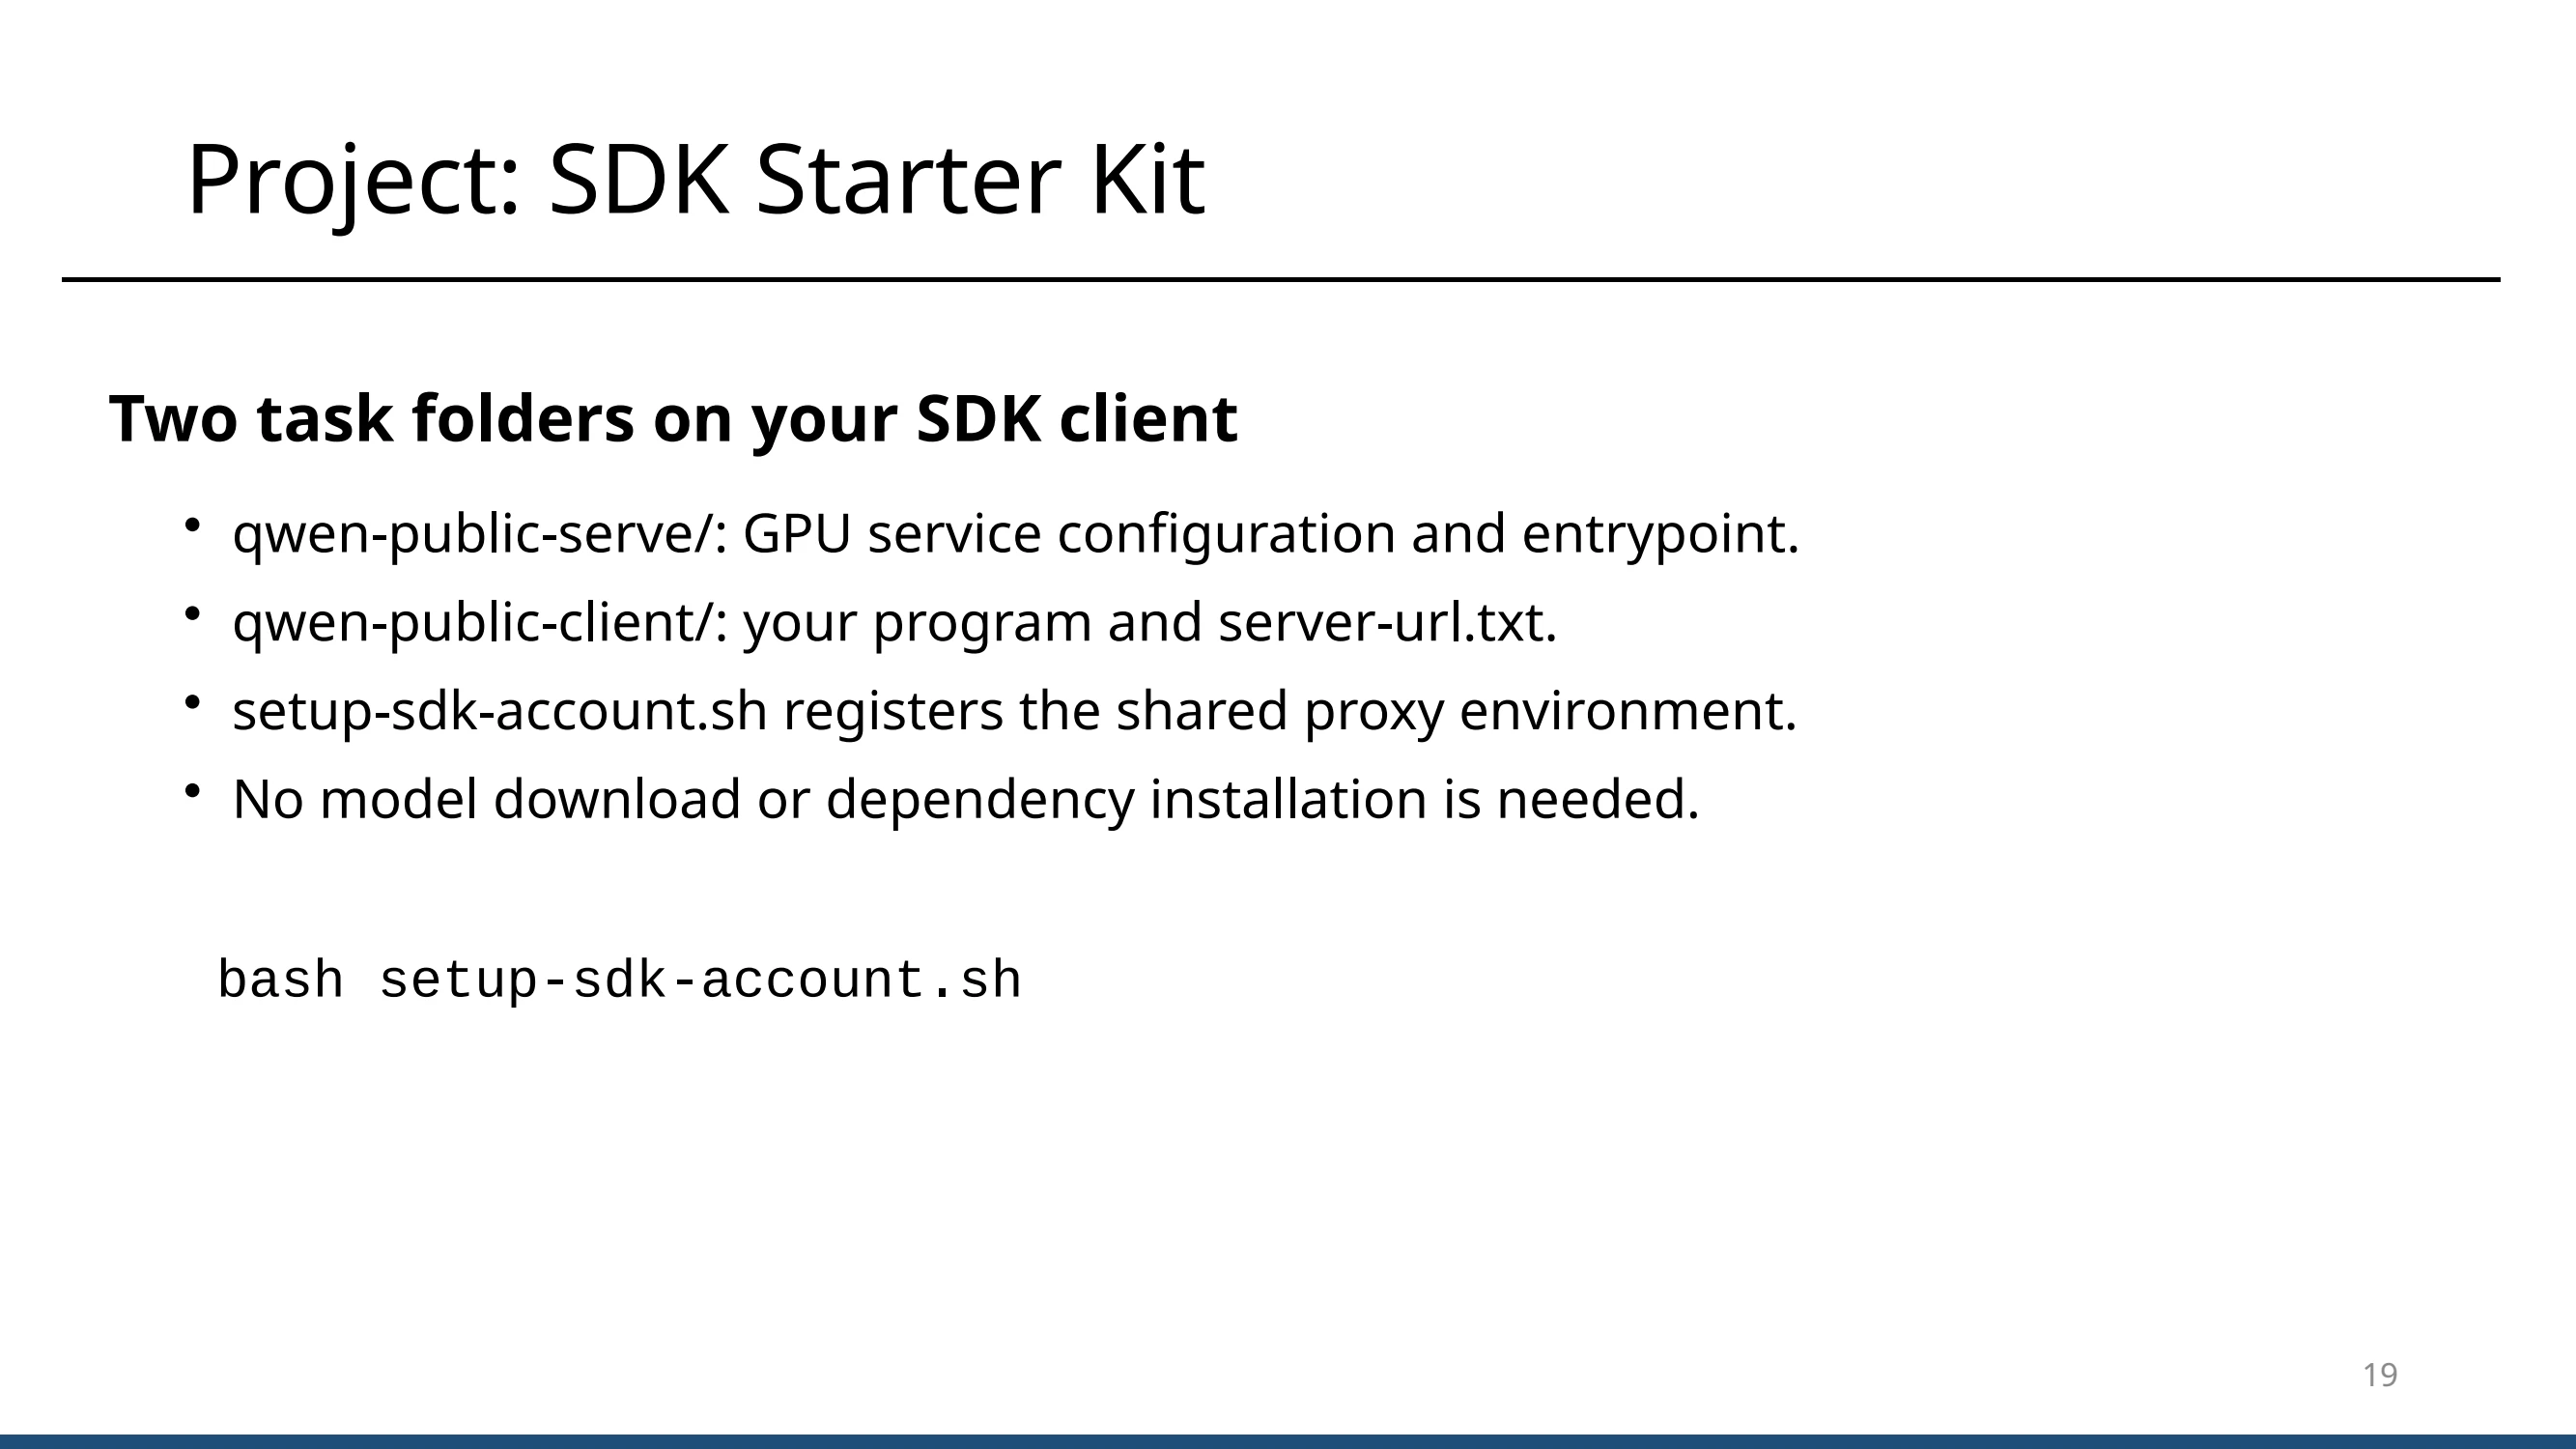 Project: SDK Starter Kit
Two task folders on your SDK client
• qwen-public-serve/: GPU service configuration and entrypoint.
• qwen-public-client/: your program and server-url.txt.
• setup-sdk-account.sh registers the shared proxy environment.
• No model download or dependency installation is needed.
bash setup-sdk-account.sh
19